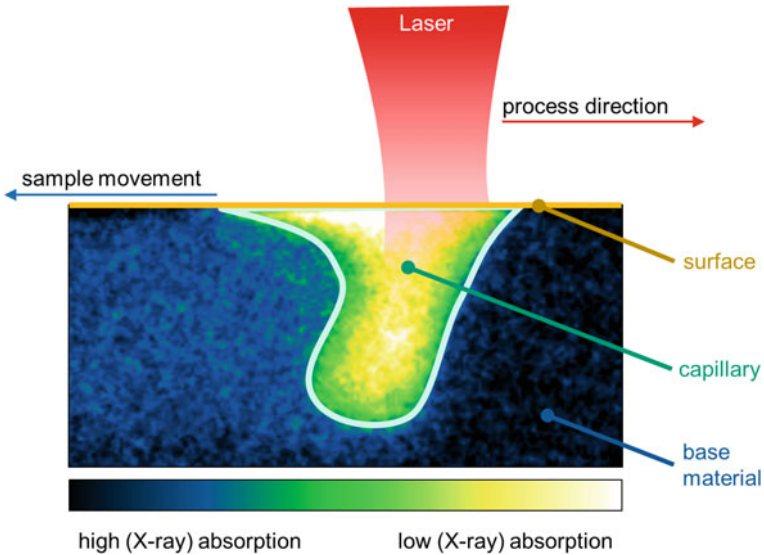 Laser
process direction
sample movement
surface
capillary
base
material
high (X-ray) absorption
low (X-ray) absorption